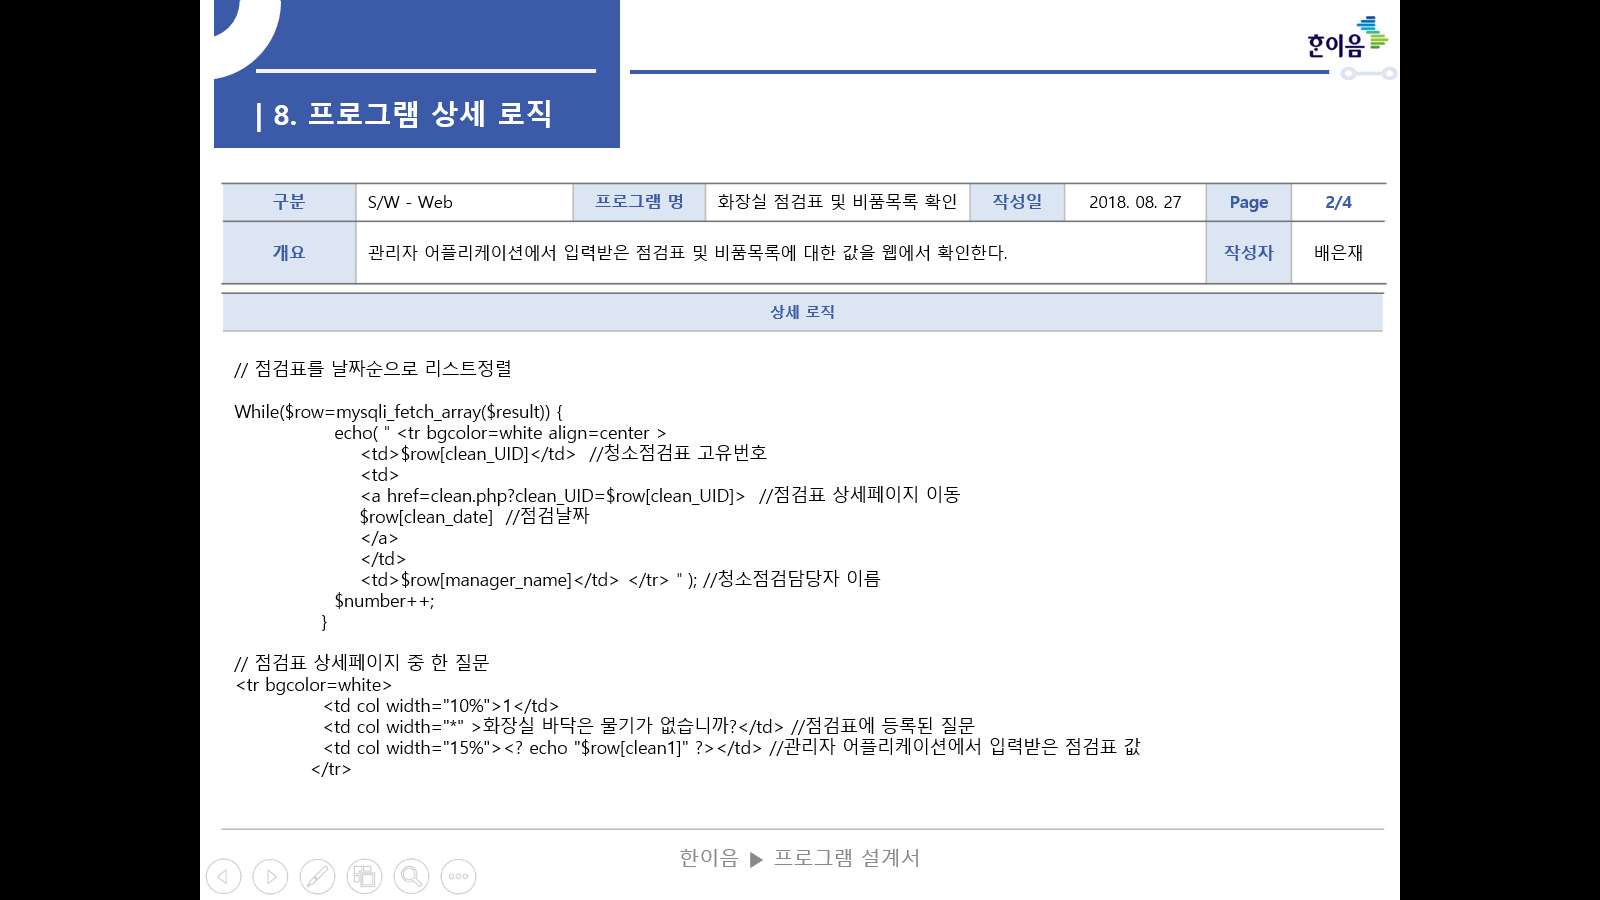 한이음
| 8. 프로그램 상세 로직
구분 S/W - Web 프로그램 명 화장실 점검표 및 비품목록 확인 작성일 2018. 08. 27 Page 2/4
개요 관리자 어플리케이션에서 입력받은 점검표 및 비품목록에 대한 값을 웹에서 확인한다. 작성자 배은재
상세 로직
// 점검표를 날짜순으로 리스트정렬
While($row=mysqli_fetch_array($result)) {
echo( " <tr bgcolor=white align=center >
<td>$row[clean_UID]</td> //청소점검표 고유번호
<td>
<a href=clean.php?clean_UID=$row[clean_UID]> //점검표 상세페이지 이동
$row[clean_date] //점검날짜
</a>
</td>
<td>$row[manager_name]</td> </tr> " ); //청소점검담당자 이름
$number++;
}
// 점검표 상세페이지 중 한 질문
<tr bgcolor=white>
<td col width="10%">1</td>
<td col width="*" >화장실 바닥은 물기가 없습니까?</td> //점검표에 등록된 질문
<td col width="15%"><? echo "$row[clean1]" ?></td> //관리자 어플리케이션에서 입력받은 점검표 값
</tr>
한이음 ▶ 프로그램 설계서